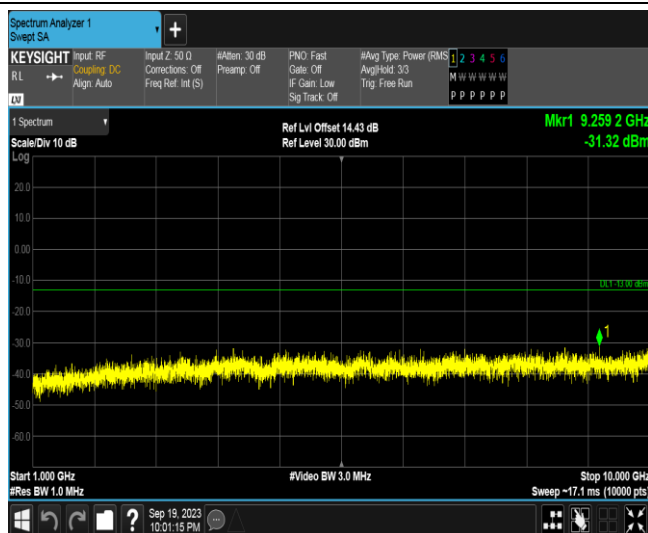 Spectrum Analyzer 1
Swept SA
+
KEYSIGHT
RL
Input: RF
Coupling: DC
Align: Auto
Input Z: 50 Ω
Corrections: Off
Freq Ref: Int (S)
#Atten: 30 dB
Preamp: Off
PNO: Fast
Gate: Off
IF Gain: Low
Sig Track: Off
#Avg Type: Power (RMS
Avg|Hold: 3/3
Trig: Free Run
1 2 3 4 5 6
M W W W W W
P P P P P P
LXI
1 Spectrum
Scale/Div 10 dB
Log
Ref Lvl Offset 14.43 dB
Ref Level 30.00 dBm
Mkr1 9.259 2 GHz
-31.32 dBm
20.0
10.0
0.00
-10.0
DL1 -13.00 dBm
-20.0
-30.0
1
-40.0
-50.0
-60.0
Start 1.000 GHz
#Res BW 1.0 MHz
#Video BW 3.0 MHz
Stop 10.000 GHz
Sweep ~17.1 ms (10000 pts)
?
Sep 19, 2023
10:01:15 PM